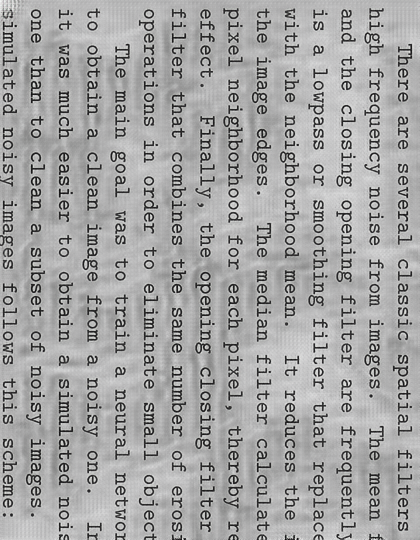 There are several classic spatial filters
high frequency noise from images. The mean f
and the closing opening filter are frequently
is a lowpass or smoothing filter that replace
with the neighborhood mean. It reduces the i
the image edges. The median filter calculate
pixel neighborhood for each pixel, thereby re
effect. Finally, the opening closing filter
filter that combines the same number of erosi
operations in order to eliminate small object
The main goal was to train a neural networ
to obtain a clean image from a noisy one. In
it was much easier to obtain a simulated nois
one than to clean a subset of noisy images.
simulated noisy images follows this scheme: